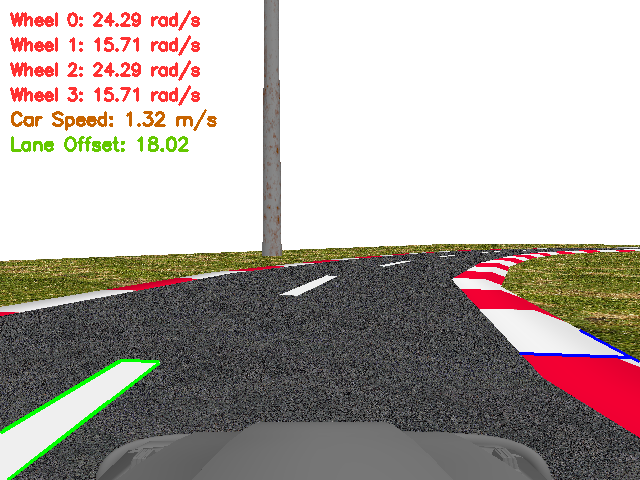 Wheel 0: 24.29 rad/s
Wheel 1: 15.71 rad/s
Wheel 2: 24.29 rad/s
Wheel 3: 15.71 rad/s
Car Speed: 1.32 m/s
Lane Offset: 18.02